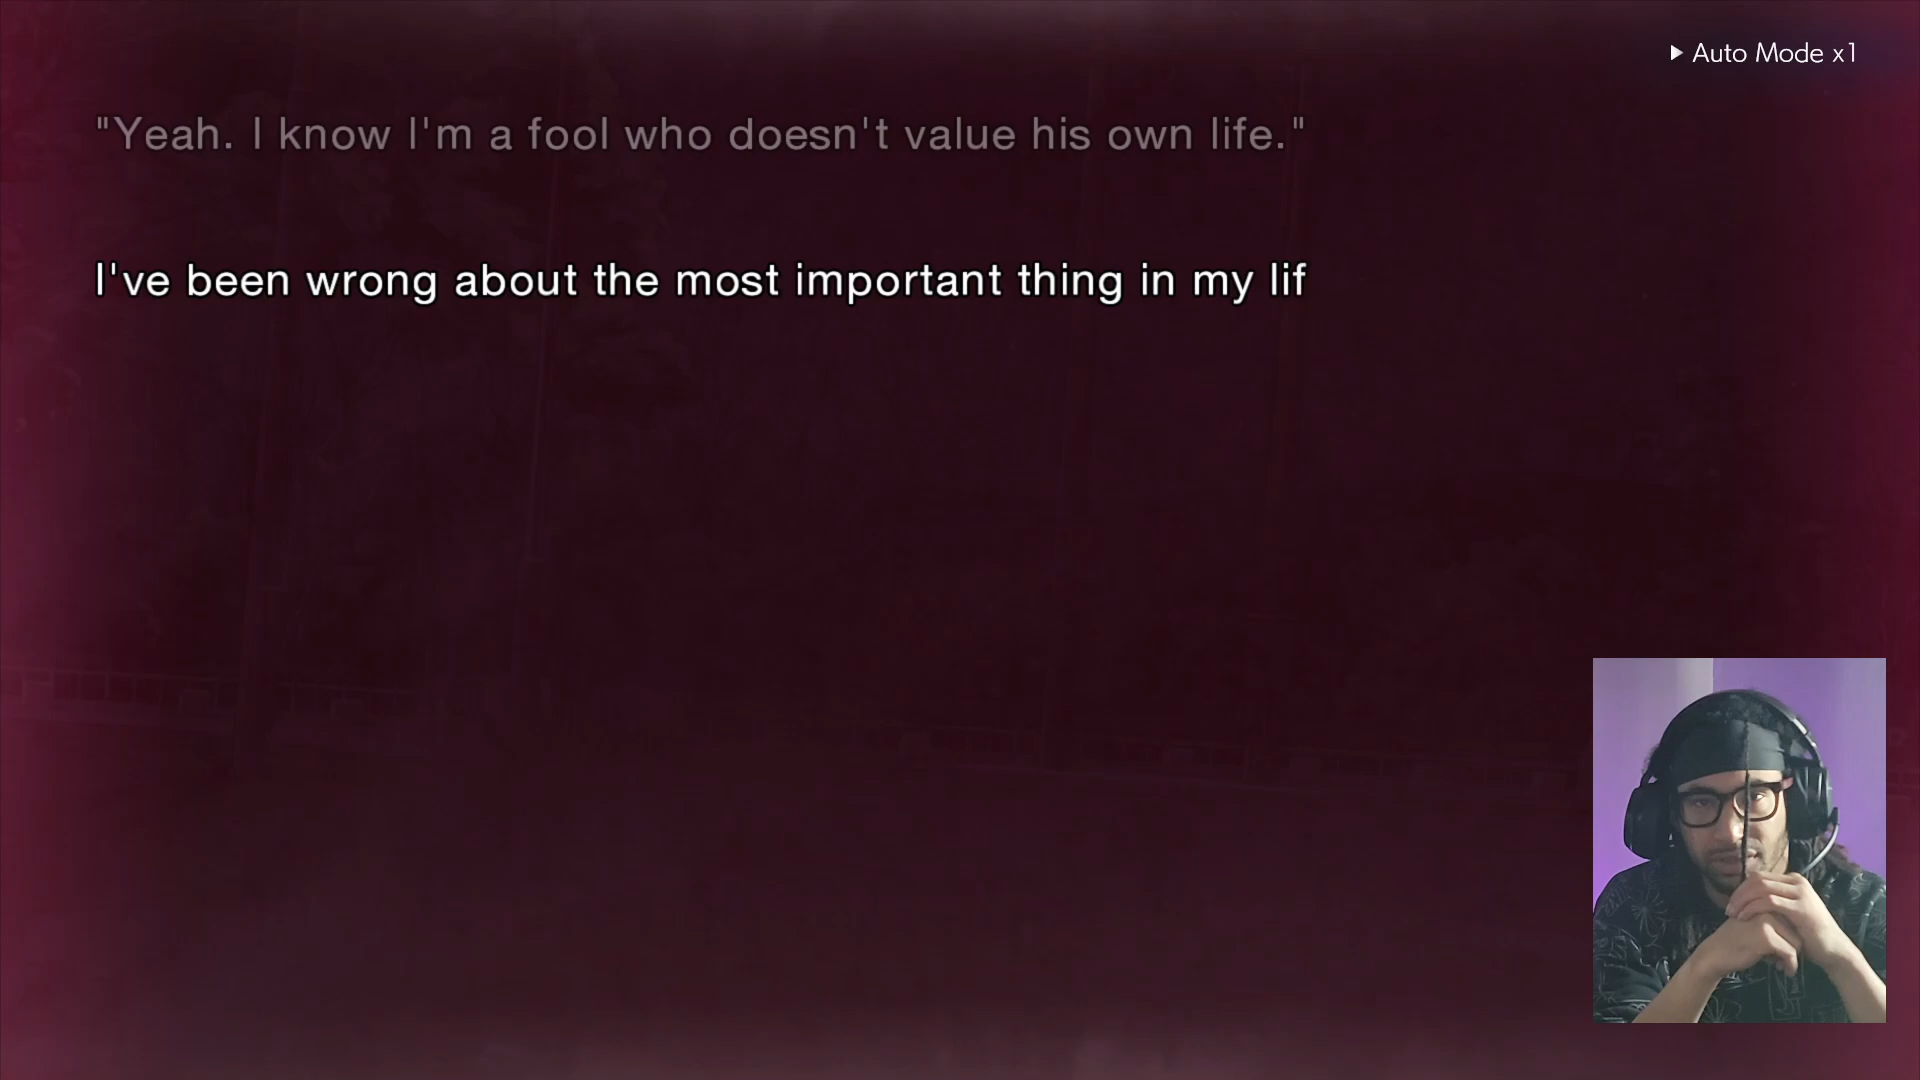 Auto Mode x1
"Yeah. I know I'm a fool who doesn't value his own life."
I've been wrong about the most important thing in my lif